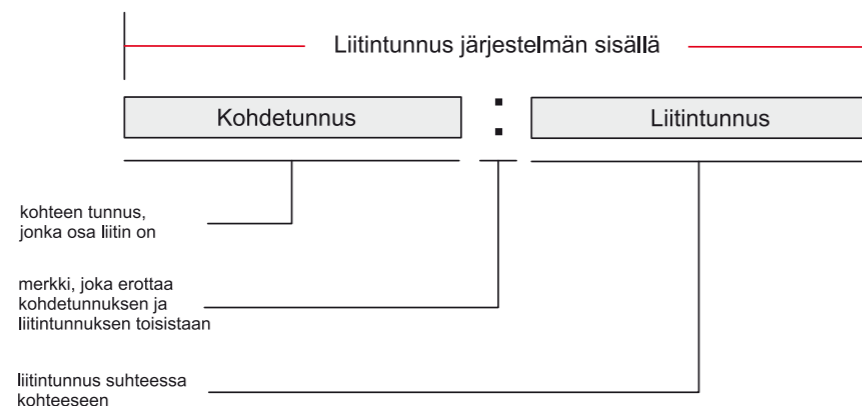 Liitintunnus järjestelmän sisällä
Kohdetunnus : Liitintunnus
kohteen tunnus,
jonka osa liitin on
merkki, joka erottaa
kohdetunnuksen ja
liitintunnuksen toisistaan
liitintunnus suhteessa
kohteeseen